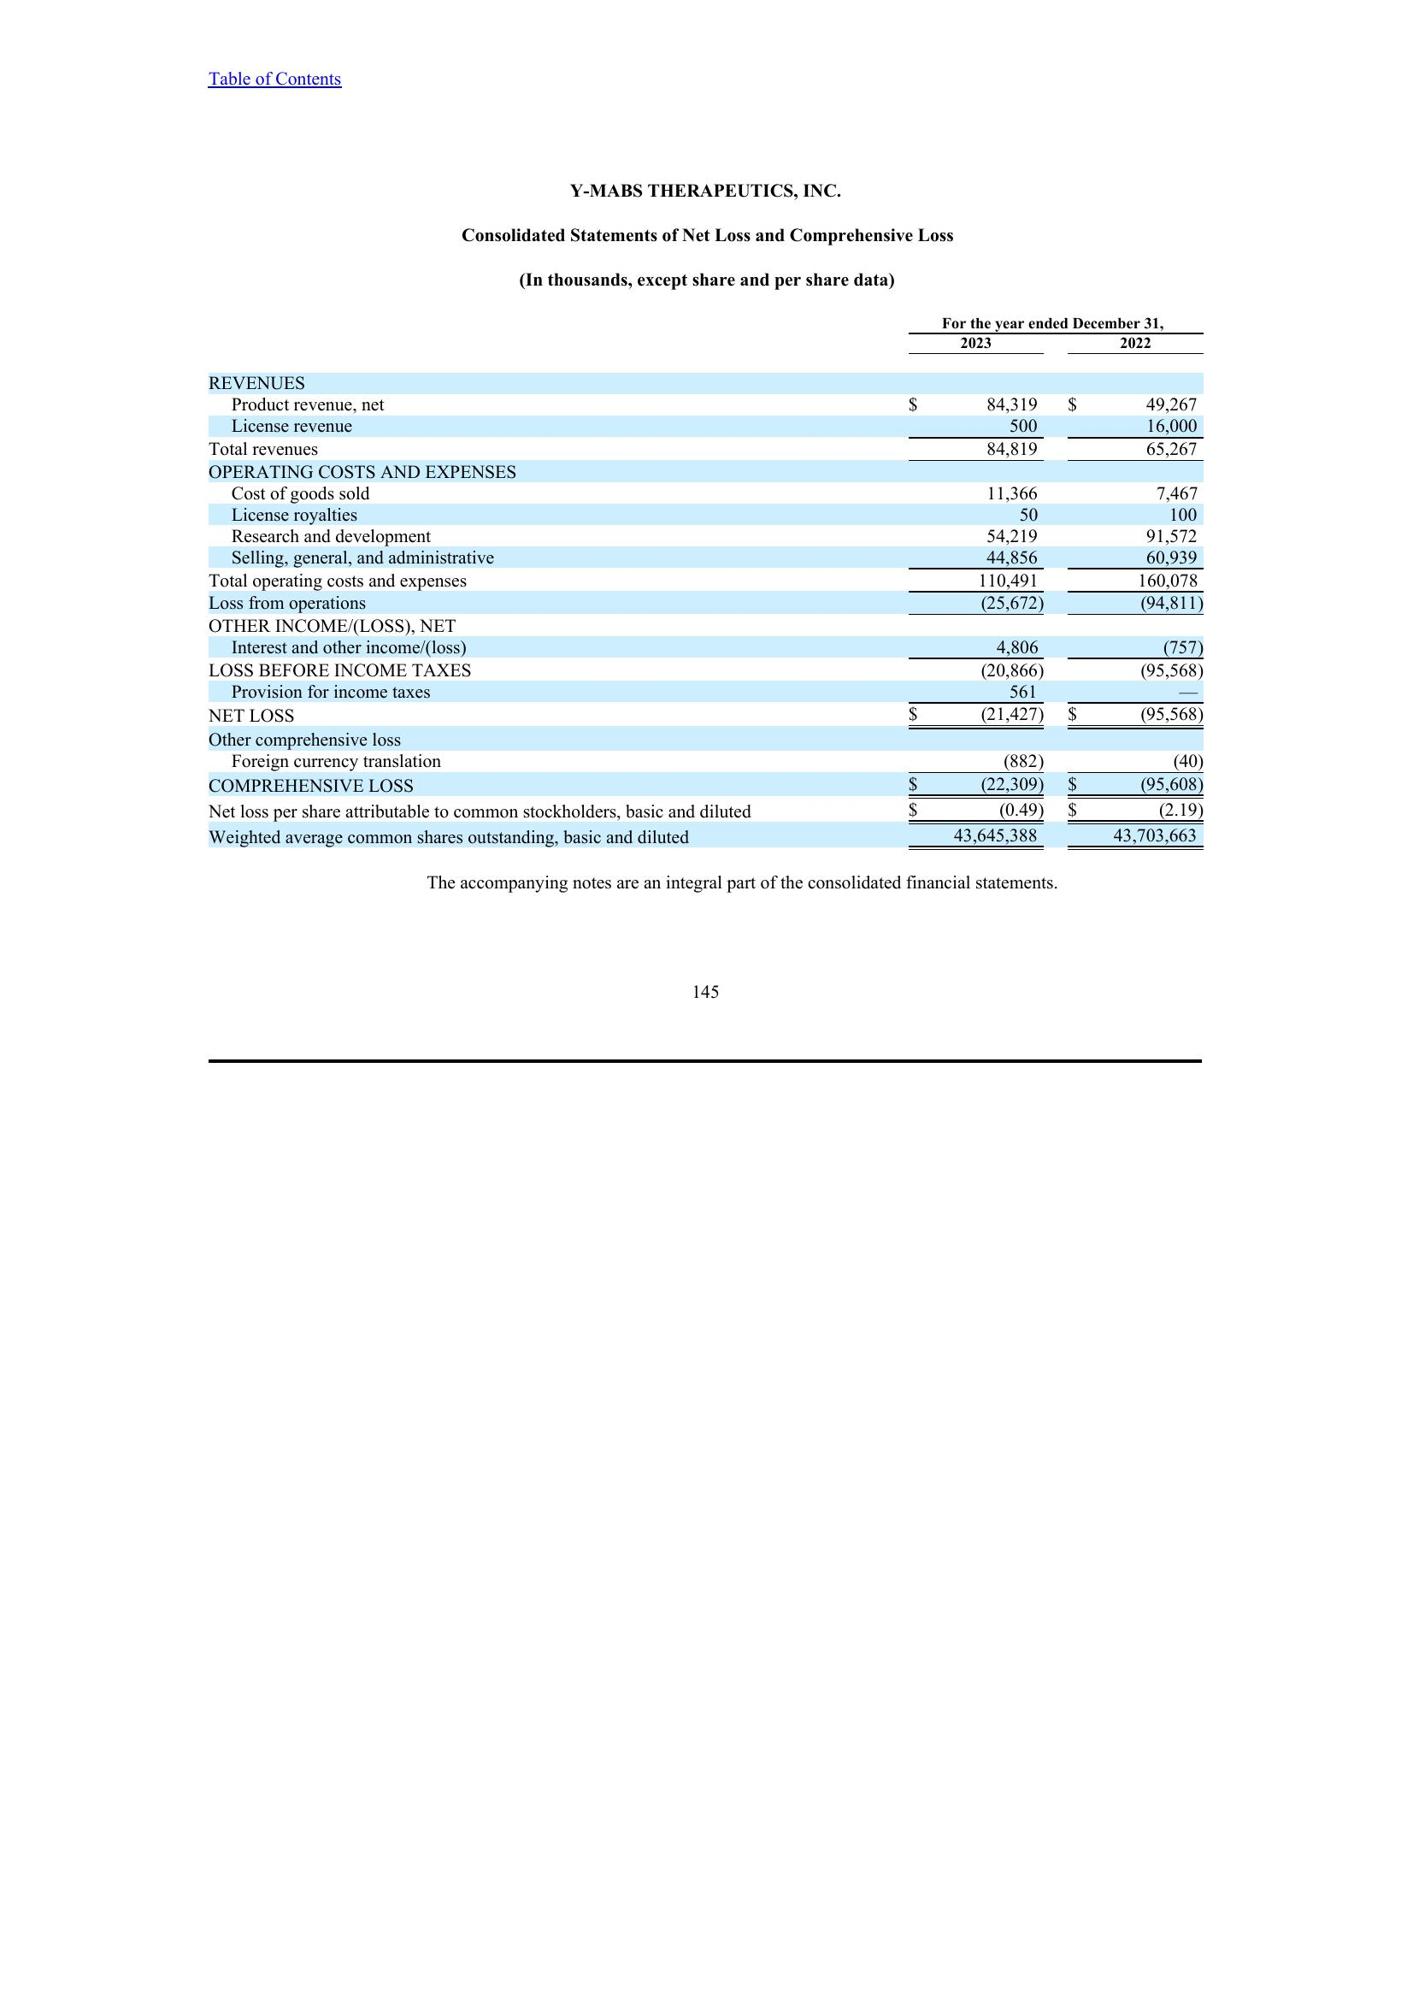 Table of Contents
Y-MABS THERAPEUTICS, INC.
Consolidated Statements of Net Loss and Comprehensive Loss
(In thousands, except share and per share data)
For the year ended December 31,
2023 2022
REVENUES
Product revenue, net $ 84,319 $ 49,267
License revenue 500 16,000
Total revenues 84,819 65,267
OPERATING COSTS AND EXPENSES
Cost of goods sold 11,366 7,467
License royalties 50 100
Research and development 54,219 91,572
Selling, general, and administrative 44,856 60,939
Total operating costs and expenses 110,491 160,078
Loss from operations (25,672) (94,811)
OTHER INCOME/(LOSS), NET
Interest and other income/(loss) 4,806 (757)
LOSS BEFORE INCOME TAXES (20,866) (95,568)
Provision for income taxes 561 —
NET LOSS $ (21,427) $ (95,568)
Other comprehensive loss
Foreign currency translation (882) (40)
COMPREHENSIVE LOSS $ (22,309) $ (95,608)
Net loss per share attributable to common stockholders, basic and diluted $ (0.49) $ (2.19)
Weighted average common shares outstanding, basic and diluted 43,645,388 43,703,663
The accompanying notes are an integral part of the consolidated financial statements.
145